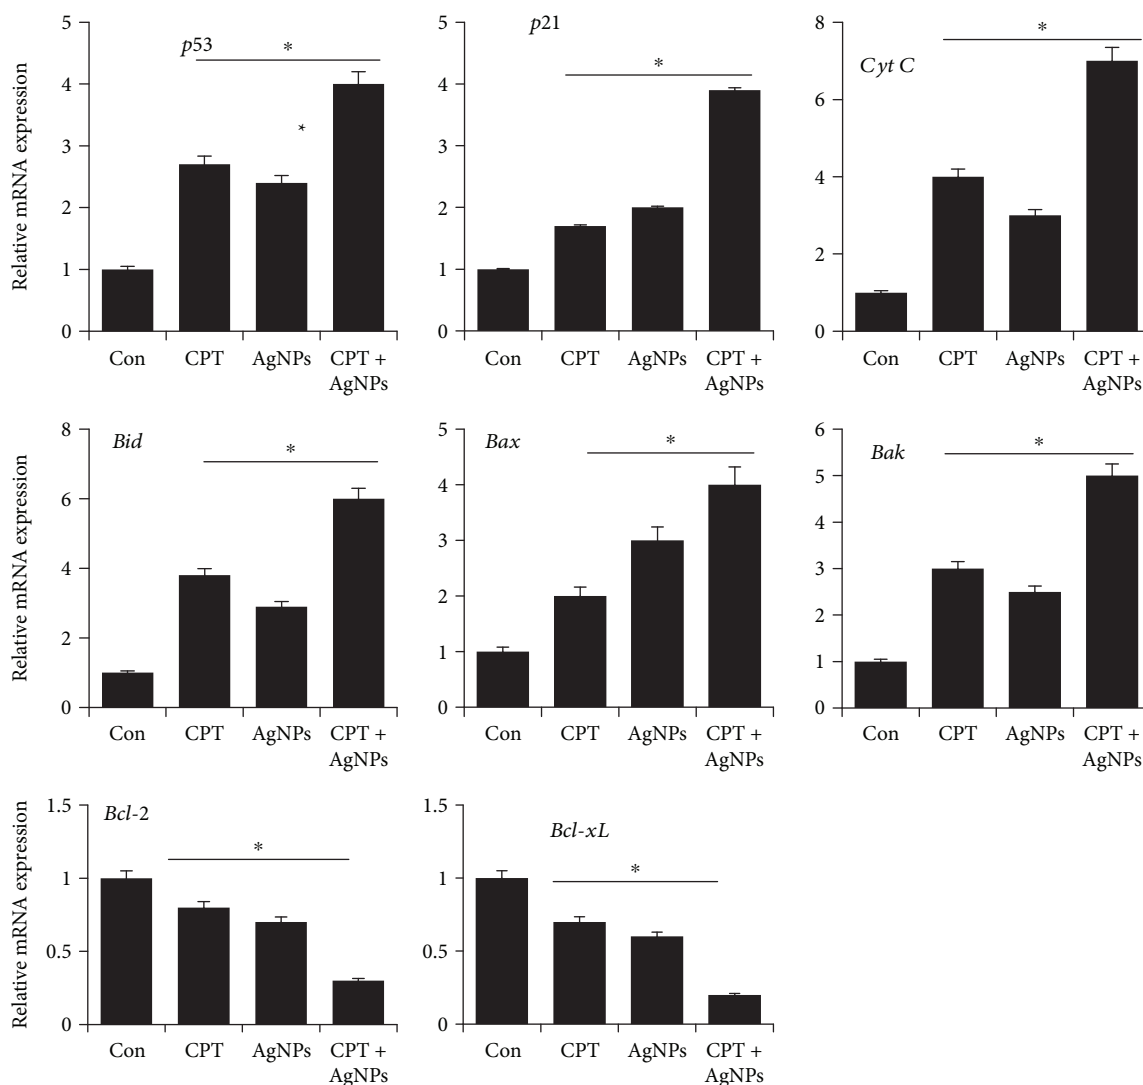 Relative mRNA expression
5
4
3
2
1
0
p53
*
*
Con
CPT
AgNPs
CPT +
AgNPs
5
4
3
2
1
0
p21
*
Con
CPT
AgNPs
CPT +
AgNPs
8
6
4
2
0
Cyt C
*
Con
CPT
AgNPs
CPT +
AgNPs
Relative mRNA expression
8
6
4
2
0
Bid
*
Con
CPT
AgNPs
CPT +
AgNPs
5
4
3
2
1
0
Bax
*
Con
CPT
AgNPs
CPT +
AgNPs
6
5
4
3
2
1
0
Bak
*
Con
CPT
AgNPs
CPT +
AgNPs
Relative mRNA expression
1.5
1
0.5
0
Bcl-2
*
Con
CPT
AgNPs
CPT +
AgNPs
1.5
1
0.5
0
Bcl-xL
*
Con
CPT
AgNPs
CPT +
AgNPs